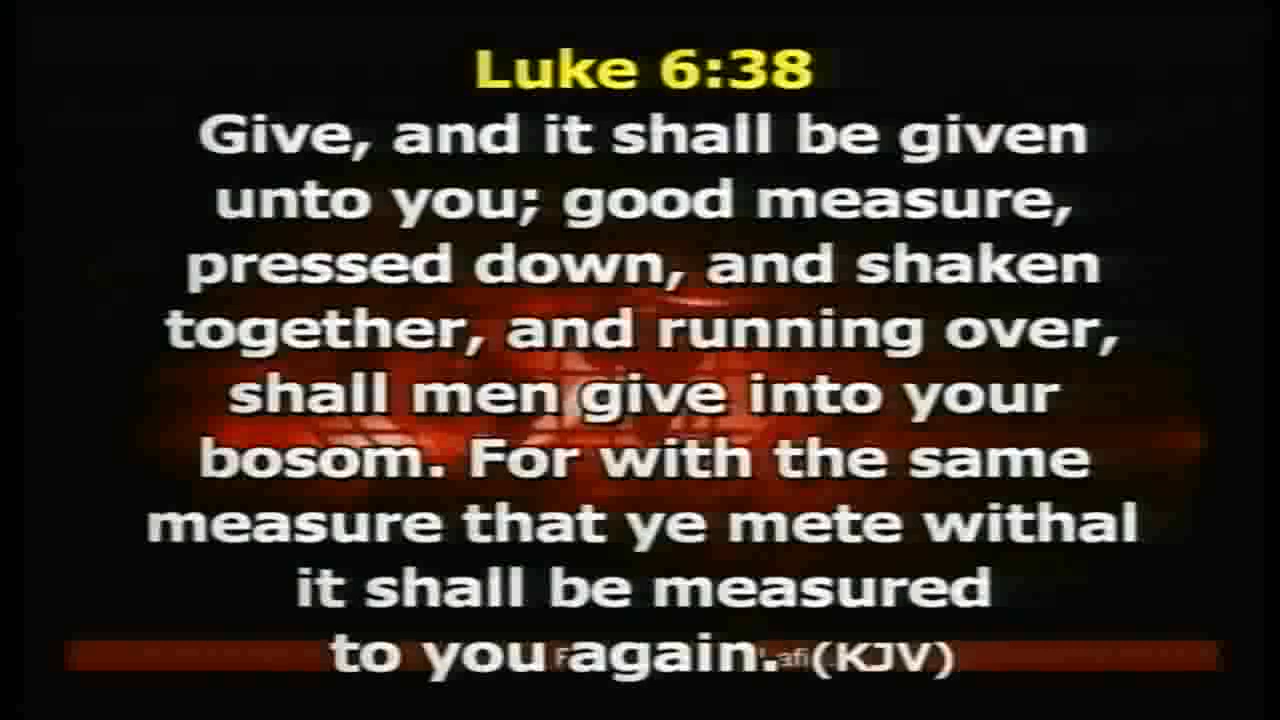 Luke 6:38
Give, and it shall be given
unto you; good measure,
pressed down, and shaken
together, and running over,
shall men give into your
bosom. For with the same
measure that ye mete withal
it shall be measured
to you again. (KJV)